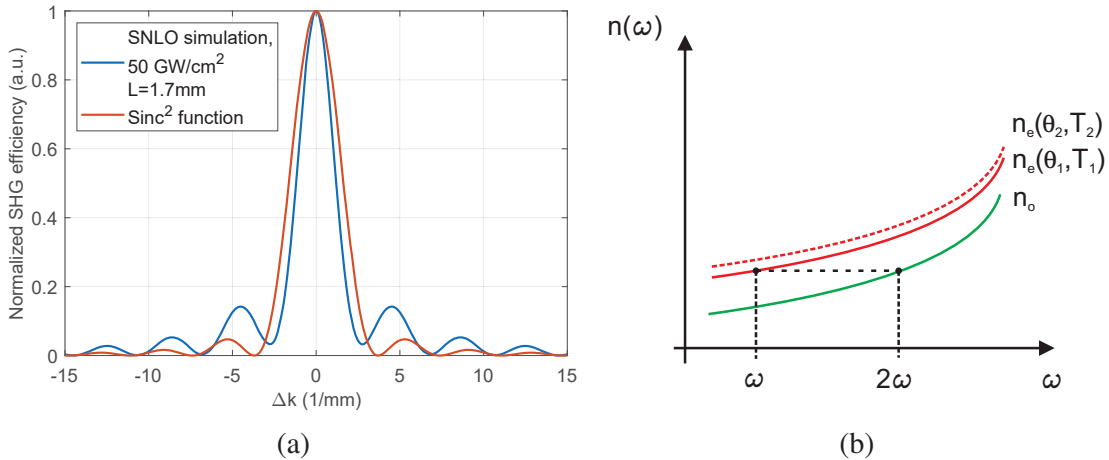 Normalized SHG efficiency (a.u.)
1
0.8
0.6
0.4
0.2
0
SNLO simulation,
50 GW/cm²
L=1.7mm
Sinc² function
-15 -10 -5 0 5 10 15
Δk (1/mm)
(a)
n(ω)
nₑ(θ₂,T₂)
nₑ(θ₁,T₁)
nₒ
ω 2ω ω
(b)